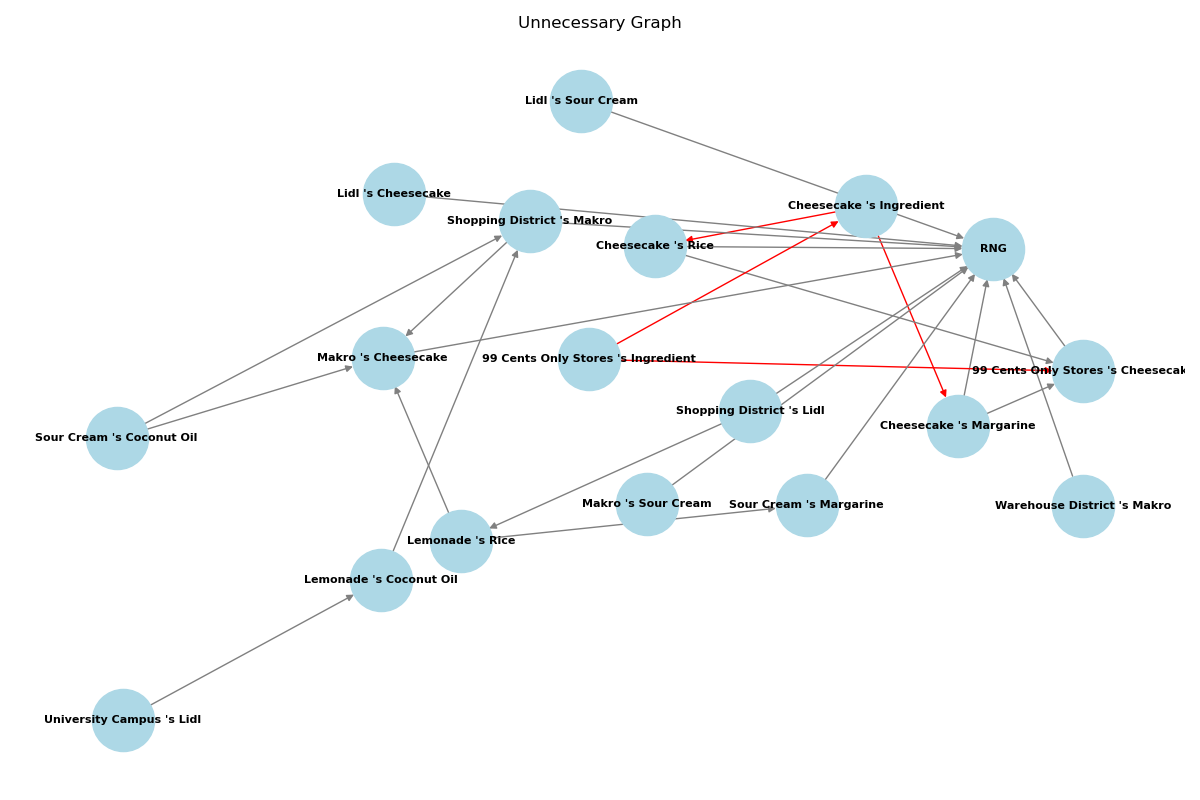 Unnecessary Graph
Lidl 's Sour Cream
Lidl 's Cheesecake
Cheesecake 's Ingredient
Shopping District 's Makro
Cheesecake 's Rice
RNG
Makro 's Cheesecake
99 Cents Only Stores 's Ingredient
99 Cents Only Stores 's Cheesecak
Shopping District 's Lidl
Cheesecake 's Margarine
Sour Cream 's Coconut Oil
Makro 's Sour Cream
Sour Cream 's Margarine
Warehouse District 's Makro
Lemonade 's Rice
Lemonade 's Coconut Oil
University Campus 's Lidl